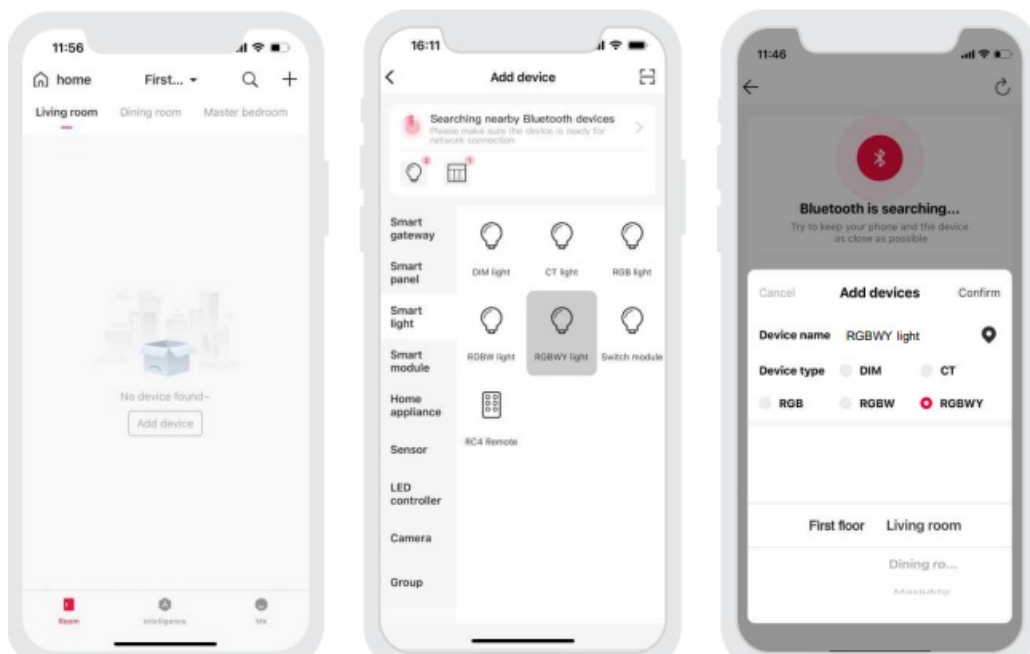 11:56
home First...
Living room Dining room Master bedroom
No device found~
Add device
Room Intelligence Me
16:11
Add device
Searching nearby Bluetooth devices
Please make sure the device is ready for
network connection
2 1
Smart
gateway
Smart
panel
Smart
light
Smart
module
Home
appliance
Sensor
LED
controller
Camera
Group
DIM light CT light RGB light
RGBW light RGBWY light Switch module
RC4 Remote
11:46
Bluetooth is searching...
Try to keep your phone and the device
as close as possible
Cancel Add devices Confirm
Device name RGBWY light
Device type DIM CT
RGB RGBW RGBWY
First floor Living room
Dining ro...